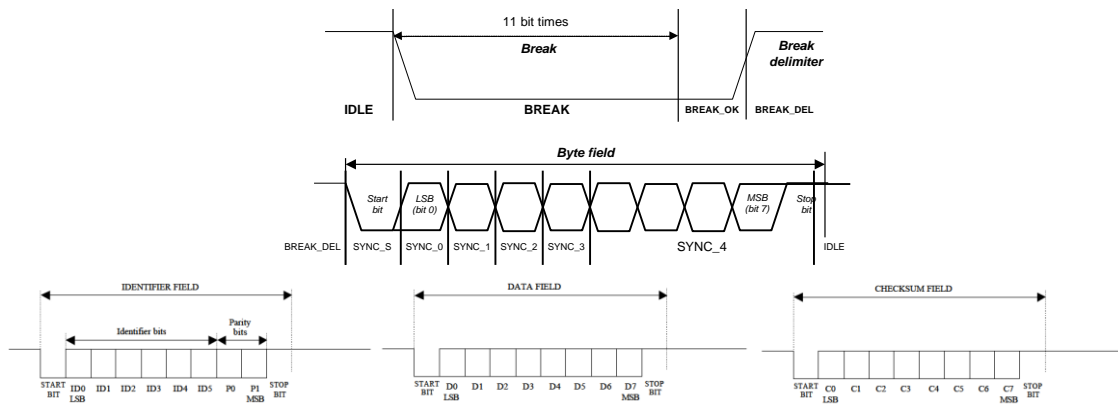 11 bit times
Break
Break
delimiter
IDLE
BREAK
BREAK_OK
BREAK_DEL
Byte field
Start
bit
LSB
(bit 0)
MSB
(bit 7)
Stop
bit
BREAK_DEL
SYNC_S
SYNC_0
SYNC_1
SYNC_2
SYNC_3
SYNC_4
IDLE
IDENTIFIER FIELD
Identifier bits
Parity
bits
START
BIT
ID0
LSB
ID1
ID2
ID3
ID4
ID5
P0
P1
MSB
STOP
BIT
DATA FIELD
START
BIT
D0
LSB
D1
D2
D3
D4
D5
D6
D7
MSB
STOP
BIT
CHECKSUM FIELD
START
BIT
C0
LSB
C1
C2
C3
C4
C5
C6
C7
MSB
STOP
BIT